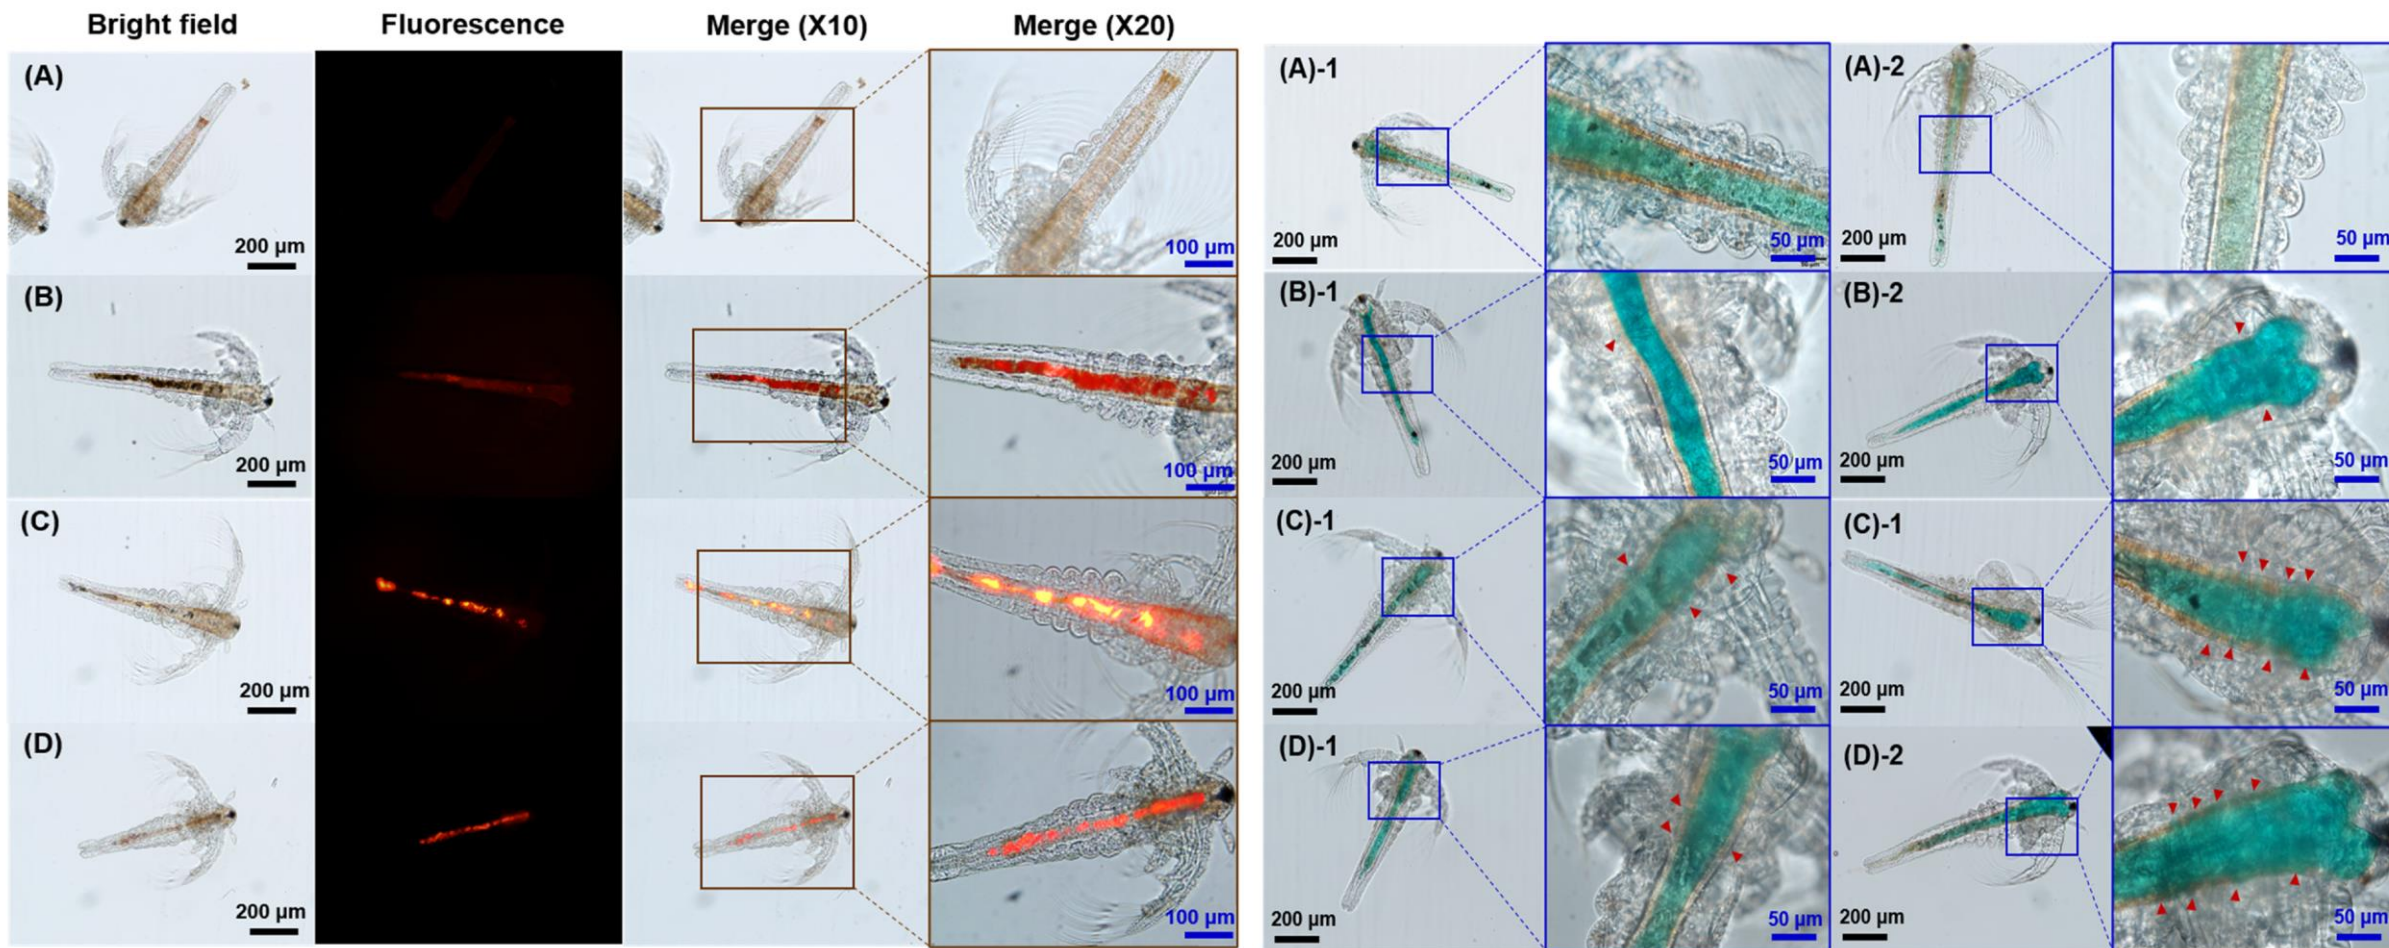 Bright field Fluorescence Merge (X10) Merge (X20)
(A) 200 µm 100 µm
(B) 200 µm 100 µm
(C) 200 µm 100 µm
(D) 200 µm 100 µm
(A)-1 200 µm 50 µm (A)-2 200 µm 50 µm
(B)-1 200 µm 50 µm (B)-2 200 µm 50 µm
(C)-1 200 µm 50 µm (C)-1 200 µm 50 µm
(D)-1 200 µm 50 µm (D)-2 200 µm 50 µm